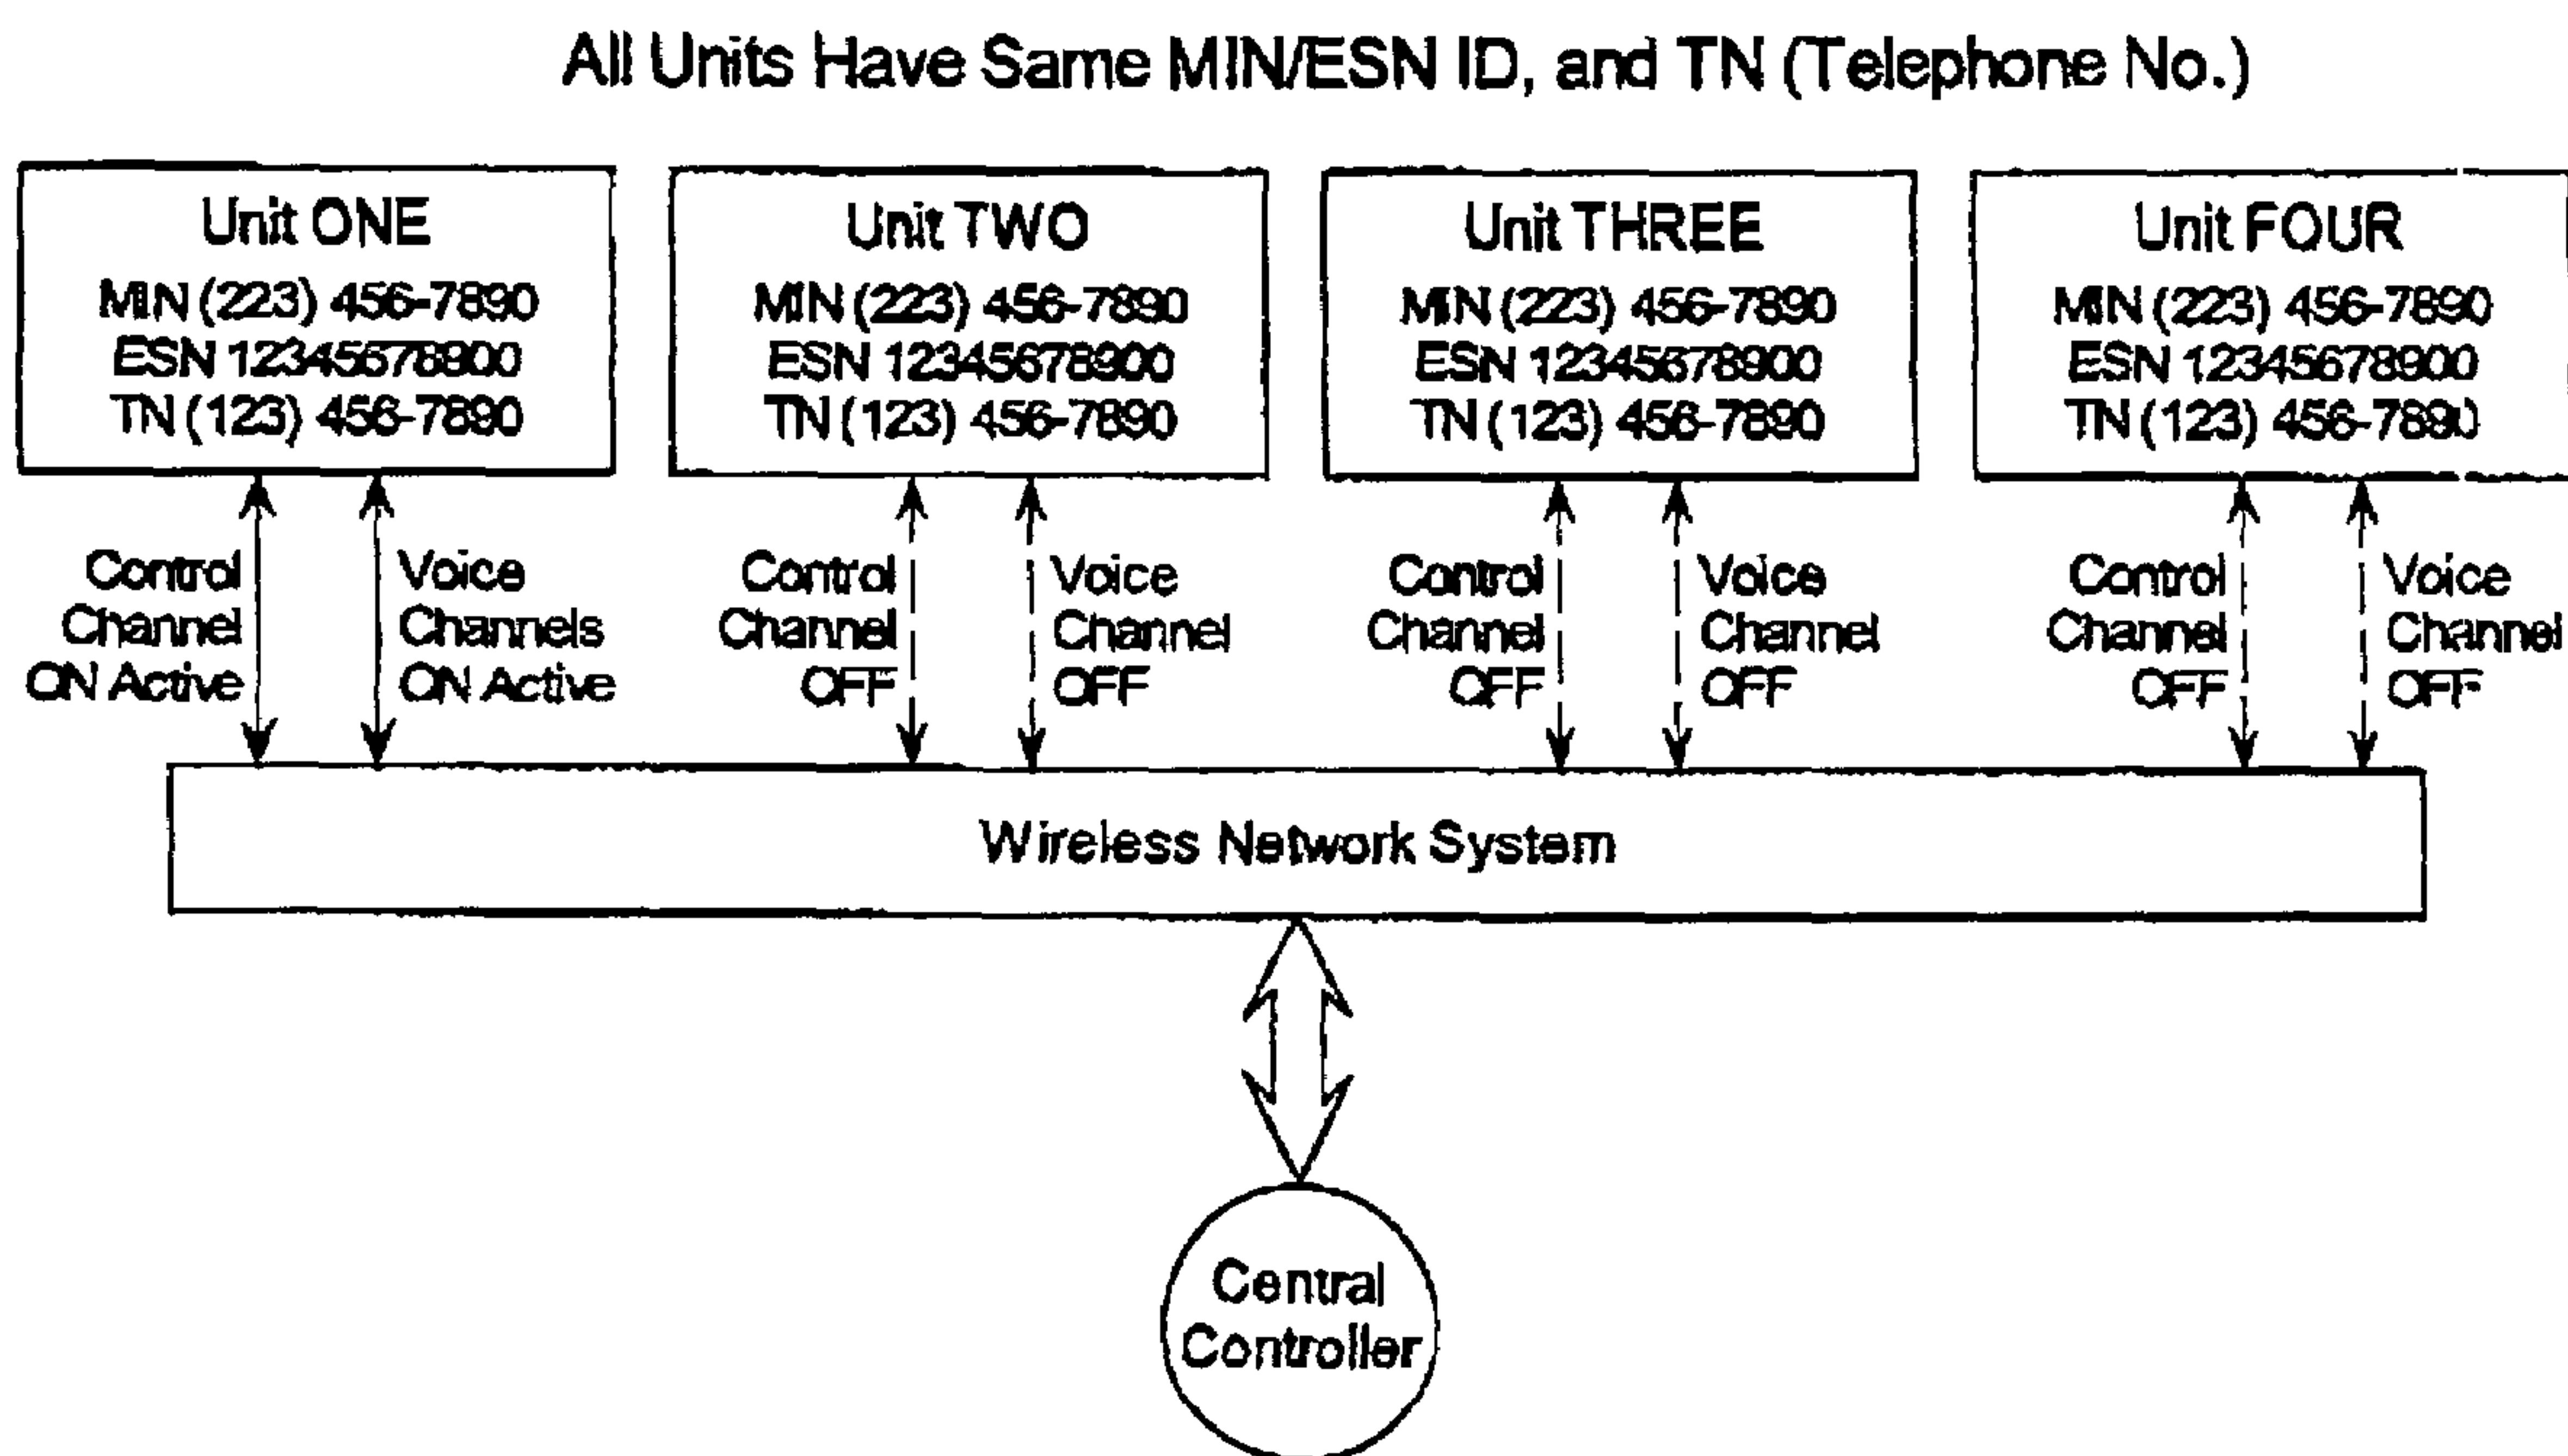 All Units Have Same MIN/ESN ID, and TN (Telephone No.)
Unit ONE
MIN (223) 456-7890
ESN 12345678900
TN (123) 456-7890
Unit TWO
MIN (223) 456-7890
ESN 12345678900
TN (123) 456-7890
Unit THREE
MIN (223) 456-7890
ESN 12345678900
TN (123) 456-7890
Unit FOUR
MIN (223) 456-7890
ESN 12345678900
TN (123) 456-7890
Control
Channel
ON Active
Voice
Channels
ON Active
Control
Channel
OFF
Voice
Channel
OFF
Control
Channel
OFF
Voice
Channel
OFF
Control
Channel
OFF
Voice
Channel
OFF
Wireless Network System
Central
Controller